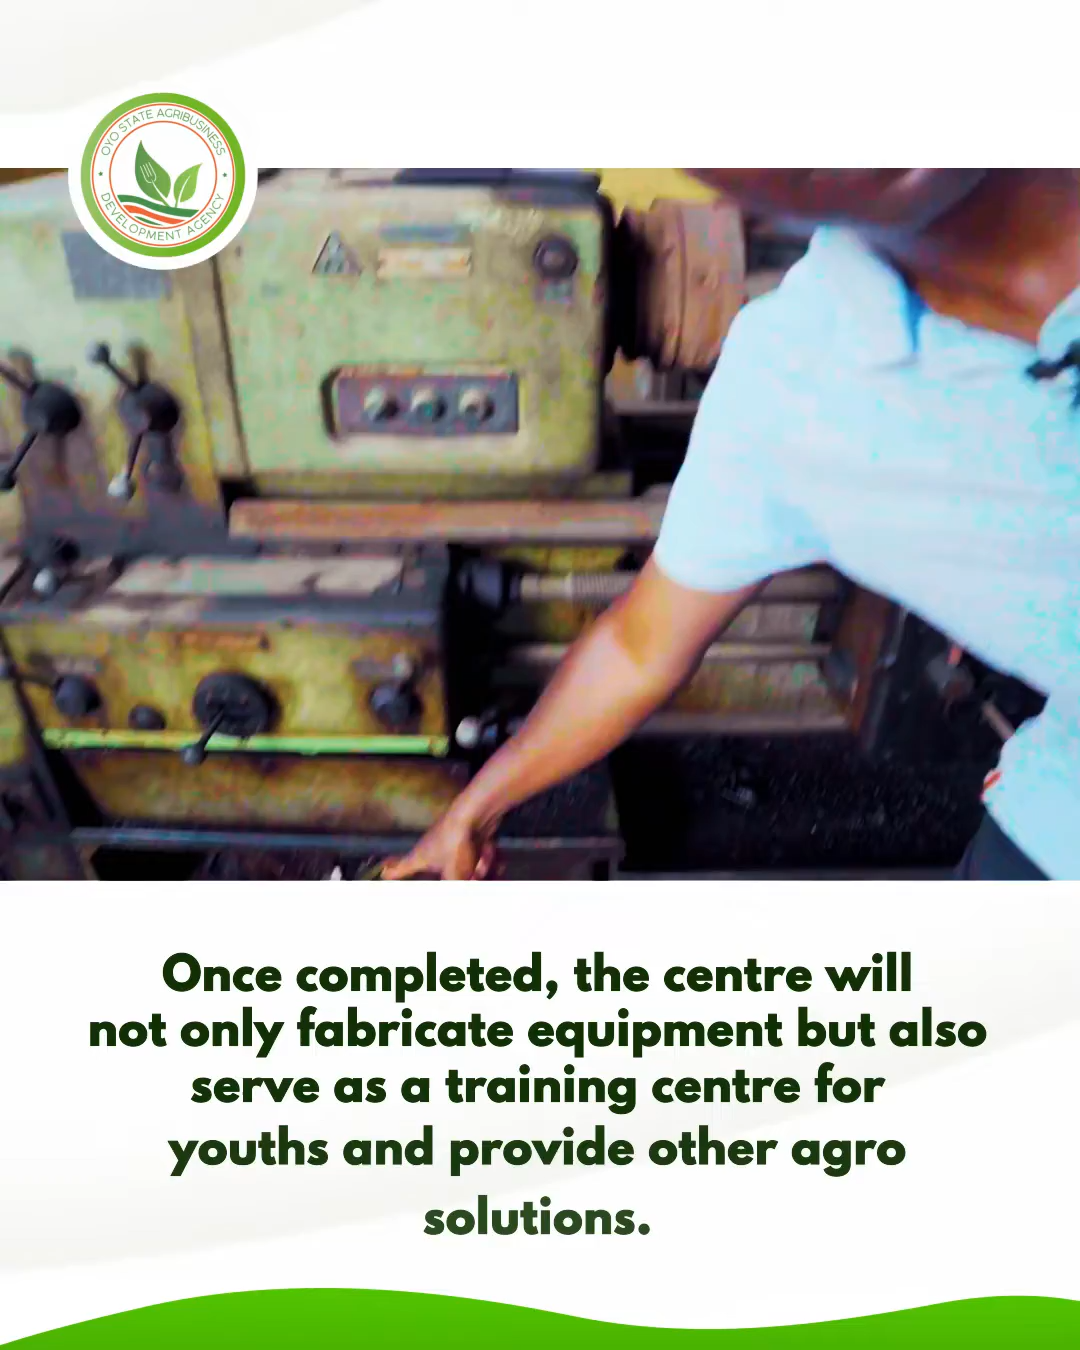 OYO STATE AGRIBUSINESS
DEVELOPMENT AGENCY
Once completed, the centre will
not only fabricate equipment but also
serve as a training centre for
youths and provide other agro
solutions.